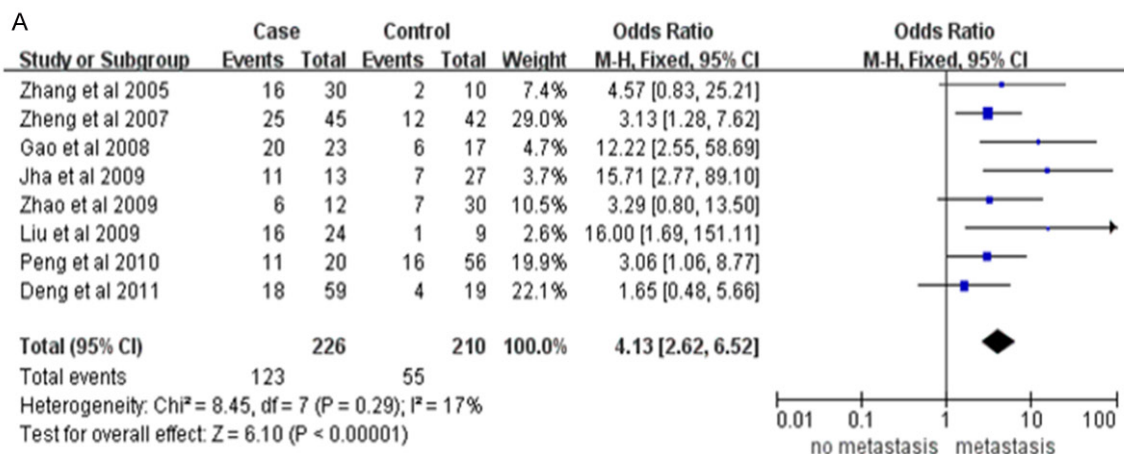 A
Case Control Odds Ratio Odds Ratio
Study or Subgroup Events Total Events Total Weight M-H, Fixed, 95% CI M-H, Fixed, 95% CI
Zhang et al 2005 16 30 2 10 7.4% 4.57 [0.83, 25.21]
Zheng et al 2007 25 45 12 42 29.0% 3.13 [1.28, 7.62]
Gao et al 2008 20 23 6 17 4.7% 12.22 [2.55, 58.69]
Jha et al 2009 11 13 7 27 3.7% 15.71 [2.77, 89.10]
Zhao et al 2009 6 12 7 30 10.5% 3.29 [0.80, 13.50]
Liu et al 2009 16 24 1 9 2.6% 16.00 [1.69, 151.11]
Peng et al 2010 11 20 16 56 19.9% 3.06 [1.06, 8.77]
Deng et al 2011 18 59 4 19 22.1% 1.65 [0.48, 5.66]
Total (95% CI) 226 210 100.0% 4.13 [2.62, 6.52]
Total events 123 55
Heterogeneity: Chi² = 8.45, df = 7 (P = 0.29); I² = 17%
Test for overall effect: Z = 6.10 (P < 0.00001)
0.01 0.1 1 10 100
no metastasis metastasis